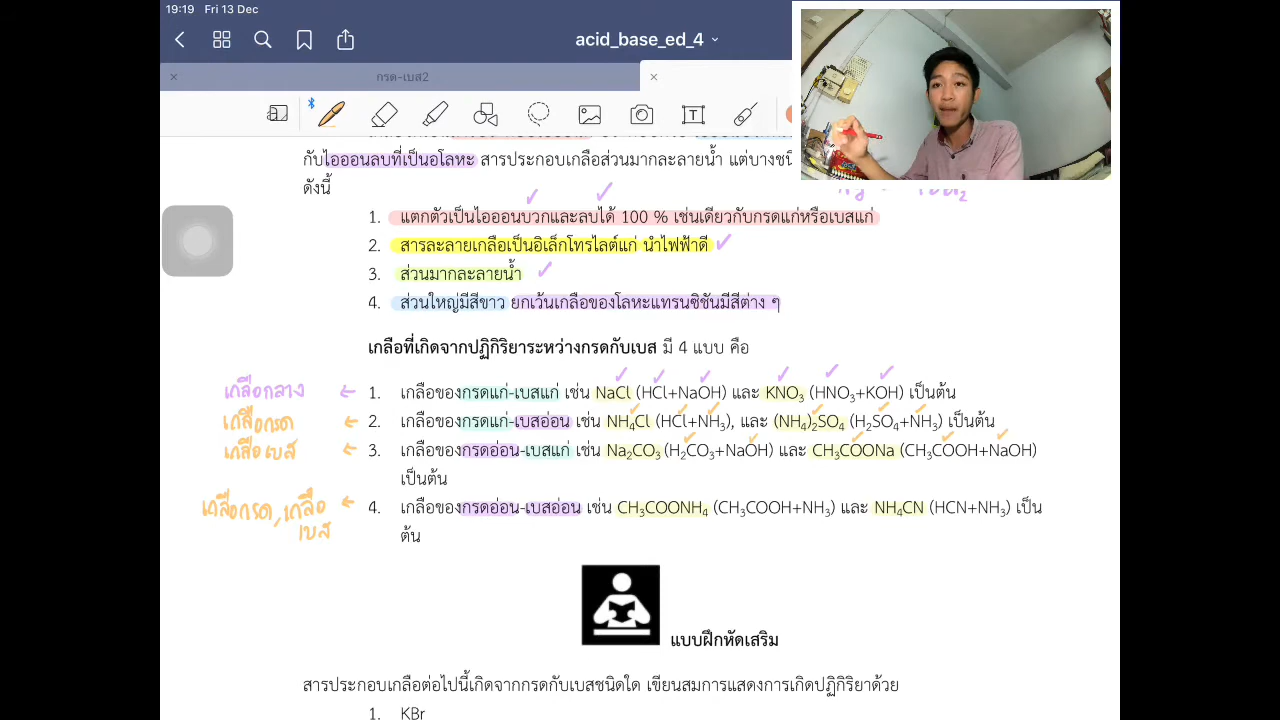 19:19 Fri 13 Dec
acid_base_ed_4
กรด-เบส2
กับไอออนลบที่เป็นอโลหะ สารประกอบเกลือส่วนมากละลายน้ำ แต่บางชนิ
ดังนี้
1. แตกตัวเป็นไอออนบวกและลบได้ 100 % เช่นเดียวกับกรดแก่หรือเบสแก่
2. สารละลายเกลือเป็นอิเล็กโทรไลต์แก่ นำไฟฟ้าดี
3. ส่วนมากละลายน้ำ
4. ส่วนใหญ่มีสีขาว ยกเว้นเกลือของโลหะแทรนซิชันมีสีต่าง ๆ
เกลือที่เกิดจากปฏิกิริยาระหว่างกรดกับเบส มี 4 แบบ คือ
เกลือกลาง ← 1. เกลือของกรดแก่-เบสแก่ เช่น NaCl (HCl+NaOH) และ KNO₃ (HNO₃+KOH) เป็นต้น
เกลือกรด ← 2. เกลือของกรดแก่-เบสอ่อน เช่น NH₄Cl (HCl+NH₃), และ (NH₄)₂SO₄ (H₂SO₄+NH₃) เป็นต้น
เกลือเบส ← 3. เกลือของกรดอ่อน-เบสแก่ เช่น Na₂CO₃ (H₂CO₃+NaOH) และ CH₃COONa (CH₃COOH+NaOH)
เป็นต้น
เกลือกรด, เกลือ ← 4. เกลือของกรดอ่อน-เบสอ่อน เช่น CH₃COONH₄ (CH₃COOH+NH₃) และ NH₄CN (HCN+NH₃) เป็น
เบส ต้น
แบบฝึกหัดเสริม
สารประกอบเกลือต่อไปนี้เกิดจากกรดกับเบสชนิดใด เขียนสมการแสดงการเกิดปฏิกิริยาด้วย
1. KBr